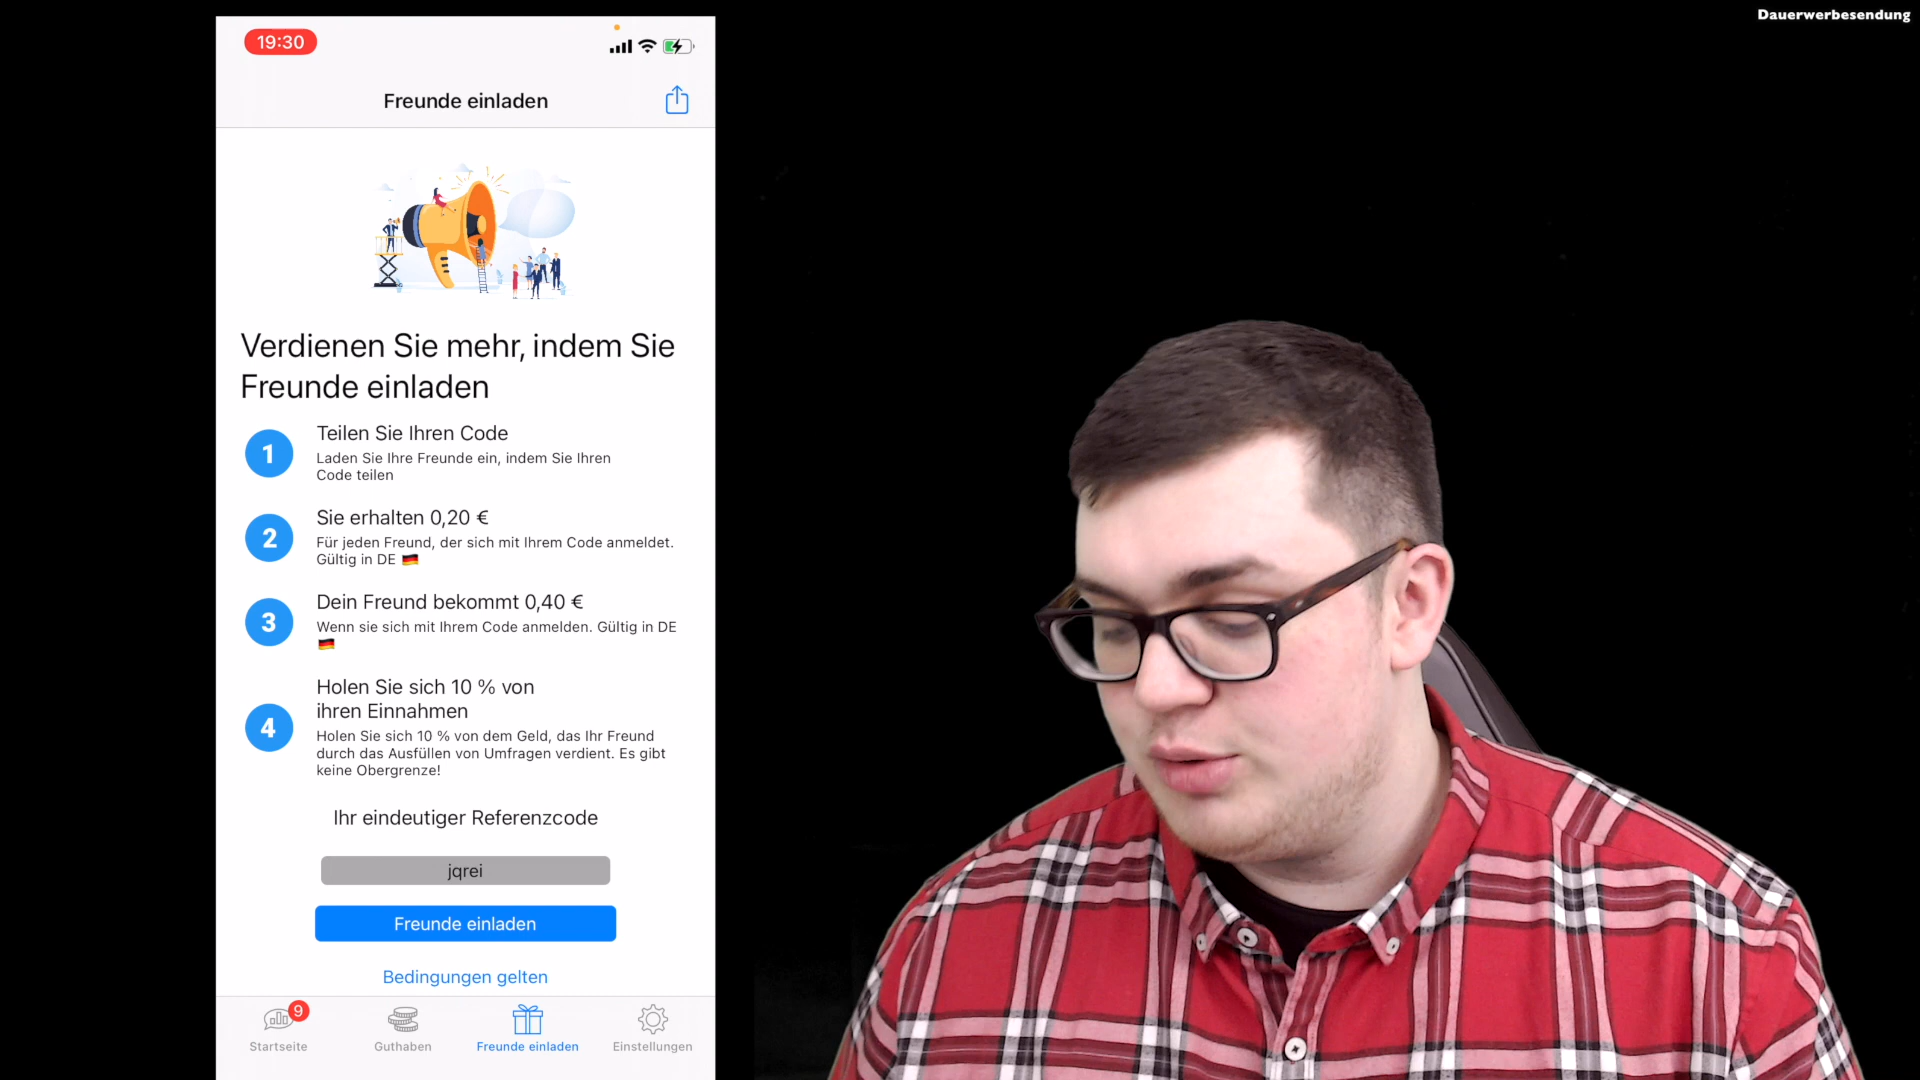 Dauerwerbesendung
19:30
Freunde einladen
Verdienen Sie mehr, indem Sie
Freunde einladen
1
Teilen Sie Ihren Code
Laden Sie Ihre Freunde ein, indem Sie Ihren
Code teilen
2
Sie erhalten 0,20 €
Für jeden Freund, der sich mit Ihrem Code anmeldet.
Gültig in DE 🇩🇪
3
Dein Freund bekommt 0,40 €
Wenn sie sich mit Ihrem Code anmelden. Gültig in DE
🇩🇪
4
Holen Sie sich 10 % von
ihren Einnahmen
Holen Sie sich 10 % von dem Geld, das Ihr Freund
durch das Ausfüllen von Umfragen verdient. Es gibt
keine Obergrenze!
Ihr eindeutiger Referenzcode
jqrei
Freunde einladen
Bedingungen gelten
9
Startseite
Guthaben
Freunde einladen
Einstellungen